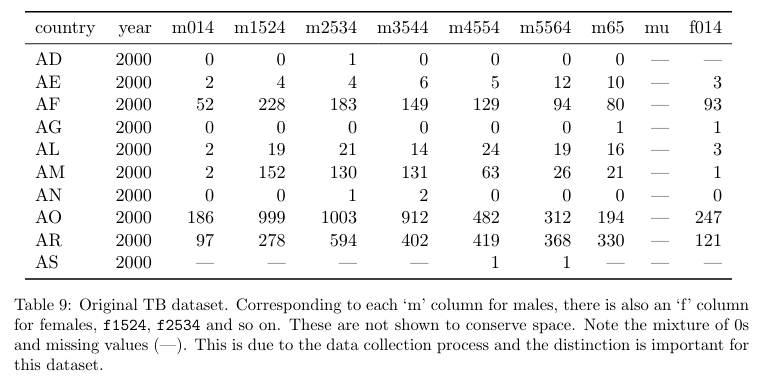 country year m014 m1524 m2534 m3544 m4554 m5564 m65 mu f014
AD 2000 0 0 1 0 0 0 0 — —
AE 2000 2 4 4 6 5 12 10 — 3
AF 2000 52 228 183 149 129 94 80 — 93
AG 2000 0 0 0 0 0 0 1 — 1
AL 2000 2 19 21 14 24 19 16 — 3
AM 2000 2 152 130 131 63 26 21 — 1
AN 2000 0 0 1 2 0 0 0 — 0
AO 2000 186 999 1003 912 482 312 194 — 247
AR 2000 97 278 594 402 419 368 330 — 121
AS 2000 — — — — 1 1 — — —
Table 9: Original TB dataset. Corresponding to each ‘m’ column for males, there is also an ‘f’ column
for females, f1524, f2534 and so on. These are not shown to conserve space. Note the mixture of 0s
and missing values (—). This is due to the data collection process and the distinction is important for
this dataset.